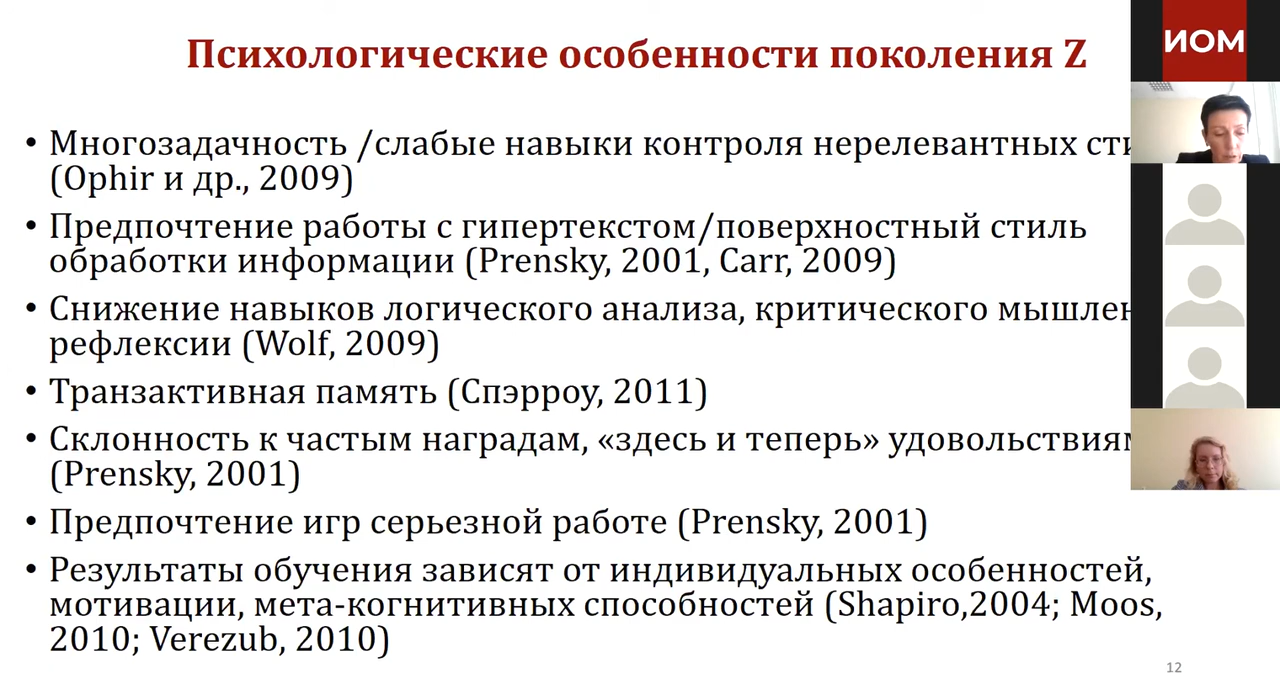 Психологические особенности поколения Z
ИОМ
• Многозадачность /слабые навыки контроля нерелевантных
(Ophir и др., 2009)
• Предпочтение работы с гипертекстом/поверхностный стиль
обработки информации (Prensky, 2001, Carr, 2009)
• Снижение навыков логического анализа, критического
рефлексии (Wolf, 2009)
• Транзактивная память (Спэрроу, 2011)
• Склонность к частым наградам, «здесь и теперь» удовольствиям
(Prensky, 2001)
• Предпочтение игр серьезной работе (Prensky, 2001)
• Результаты обучения зависят от индивидуальных особенностей,
мотивации, мета-когнитивных способностей (Shapiro,2004; Moos,
2010; Verezub, 2010)
12